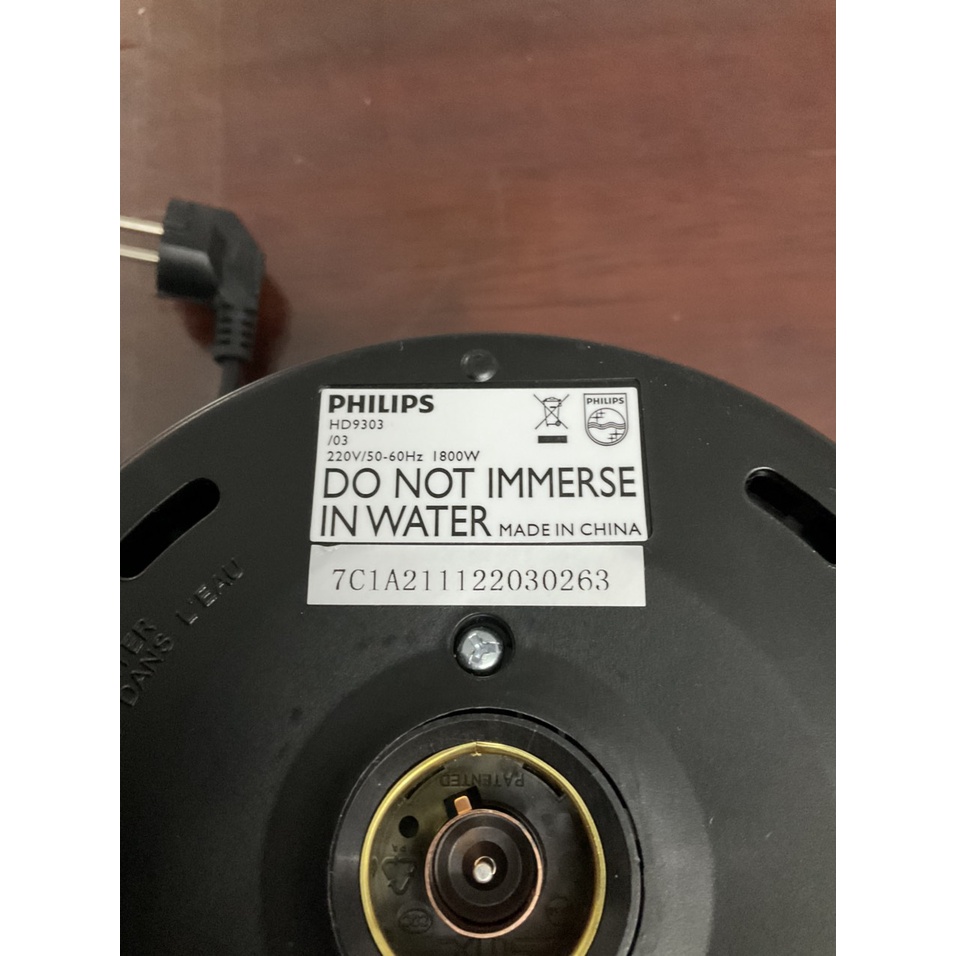 PHILIPS
PHILIPS
HD9303
/03
220V/50-60Hz 1800W
DO NOT IMMERSE
IN WATER MADE IN CHINA
7C1A211122030263
DANS L'EAU
PATENTED